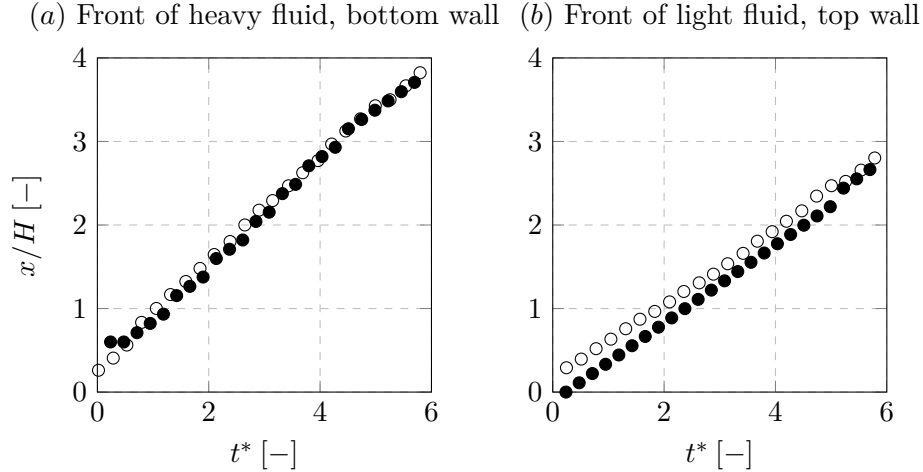 (a) Front of heavy fluid, bottom wall
(b) Front of light fluid, top wall
4
3
2
1
0
0 2 4 6
x/H [−]
t* [−]
4
3
2
1
0
0 2 4 6
t* [−]